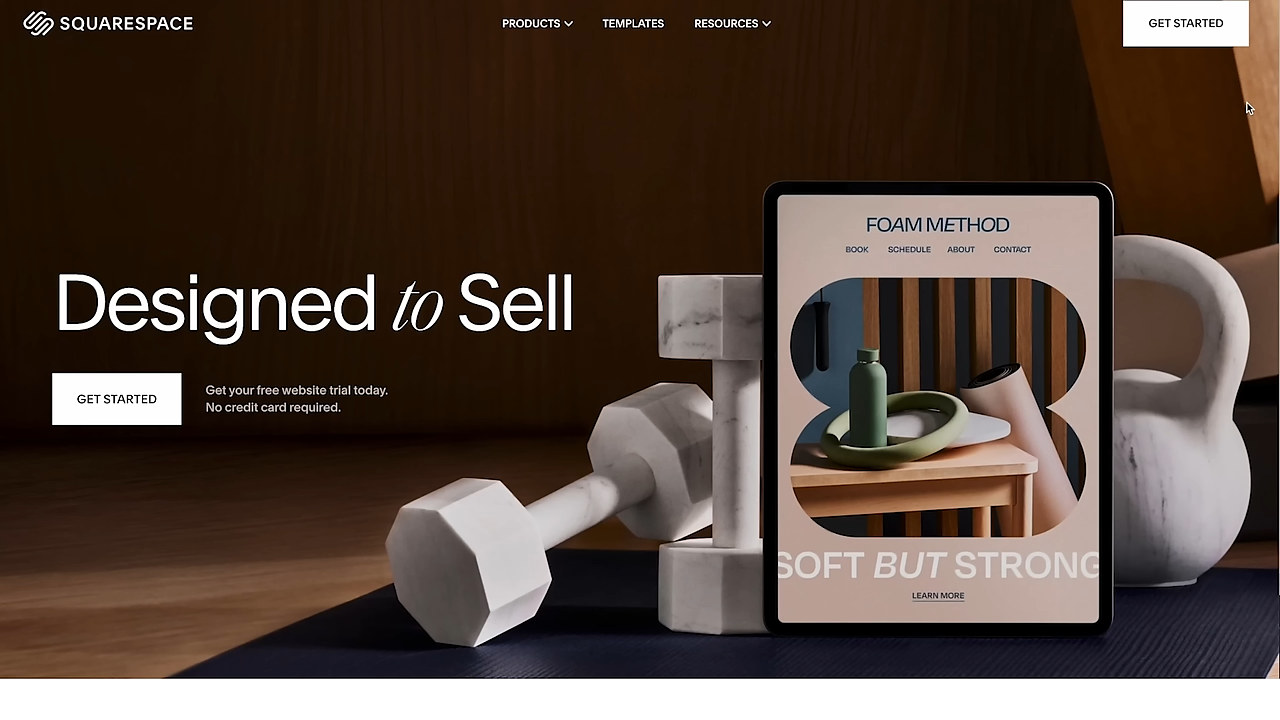 SQUARESPACE
PRODUCTS
TEMPLATES
RESOURCES
GET STARTED
FOAM METHOD
BOOK SCHEDULE ABOUT CONTACT
Designed to Sell
GET STARTED
Get your free website trial today.
No credit card required.
SOFT BUT STRONG
LEARN MORE